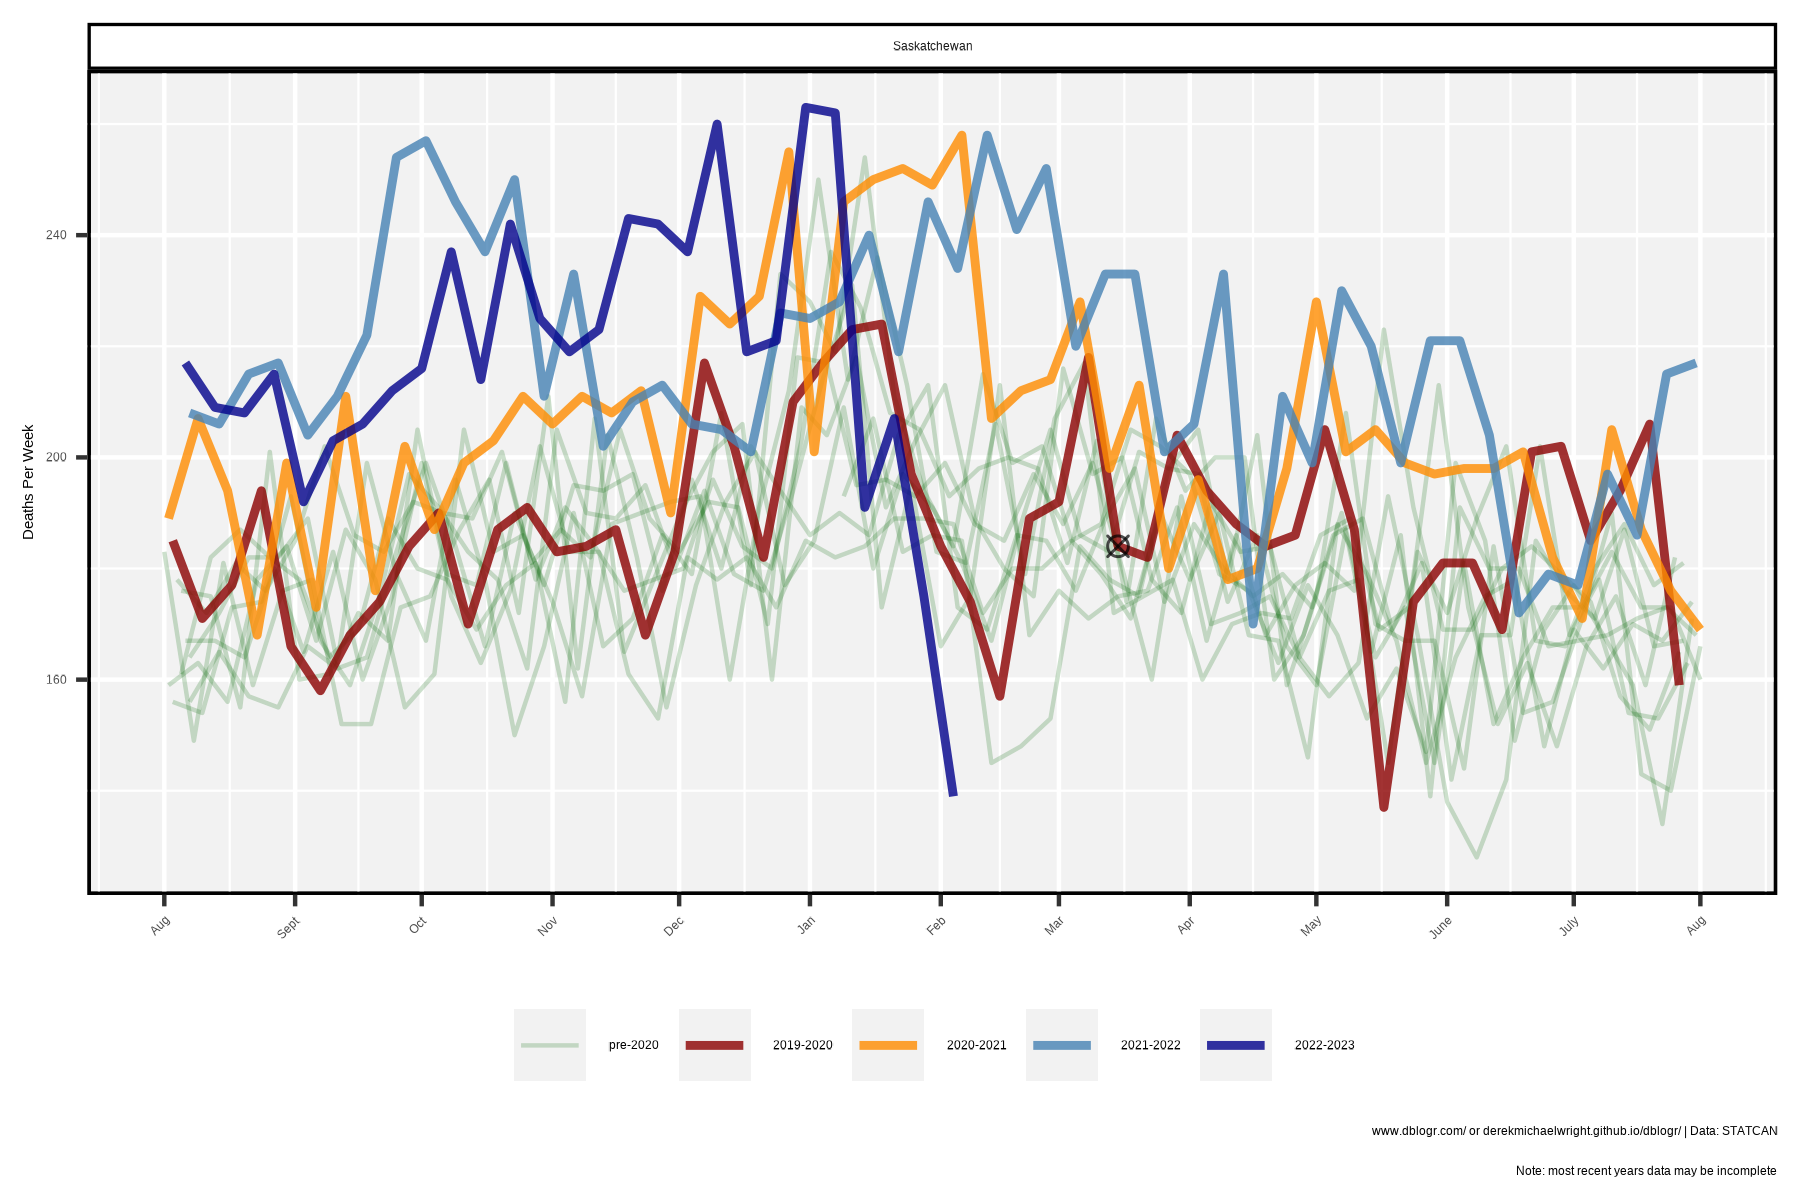 Saskatchewan
Deaths Per Week
240
200
160
Aug
Sept
Oct
Nov
Dec
Jan
Feb
Mar
Apr
May
June
July
Aug
pre-2020
2019-2020
2020-2021
2021-2022
2022-2023
www.dblogr.com/ or derekmichaelwright.github.io/dblogr/ | Data: STATCAN
Note: most recent years data may be incomplete